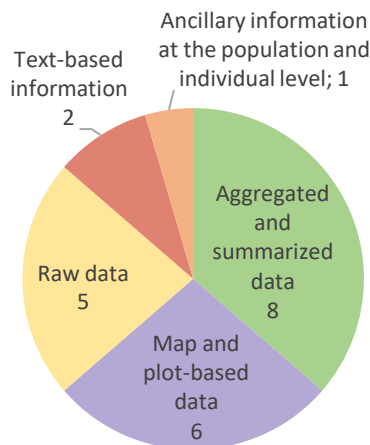 Ancillary information
at the population and
individual level; 1
Text-based
information
2
Aggregated
and
summarized
data
8
Raw data
5
Map and
plot-based
data
6